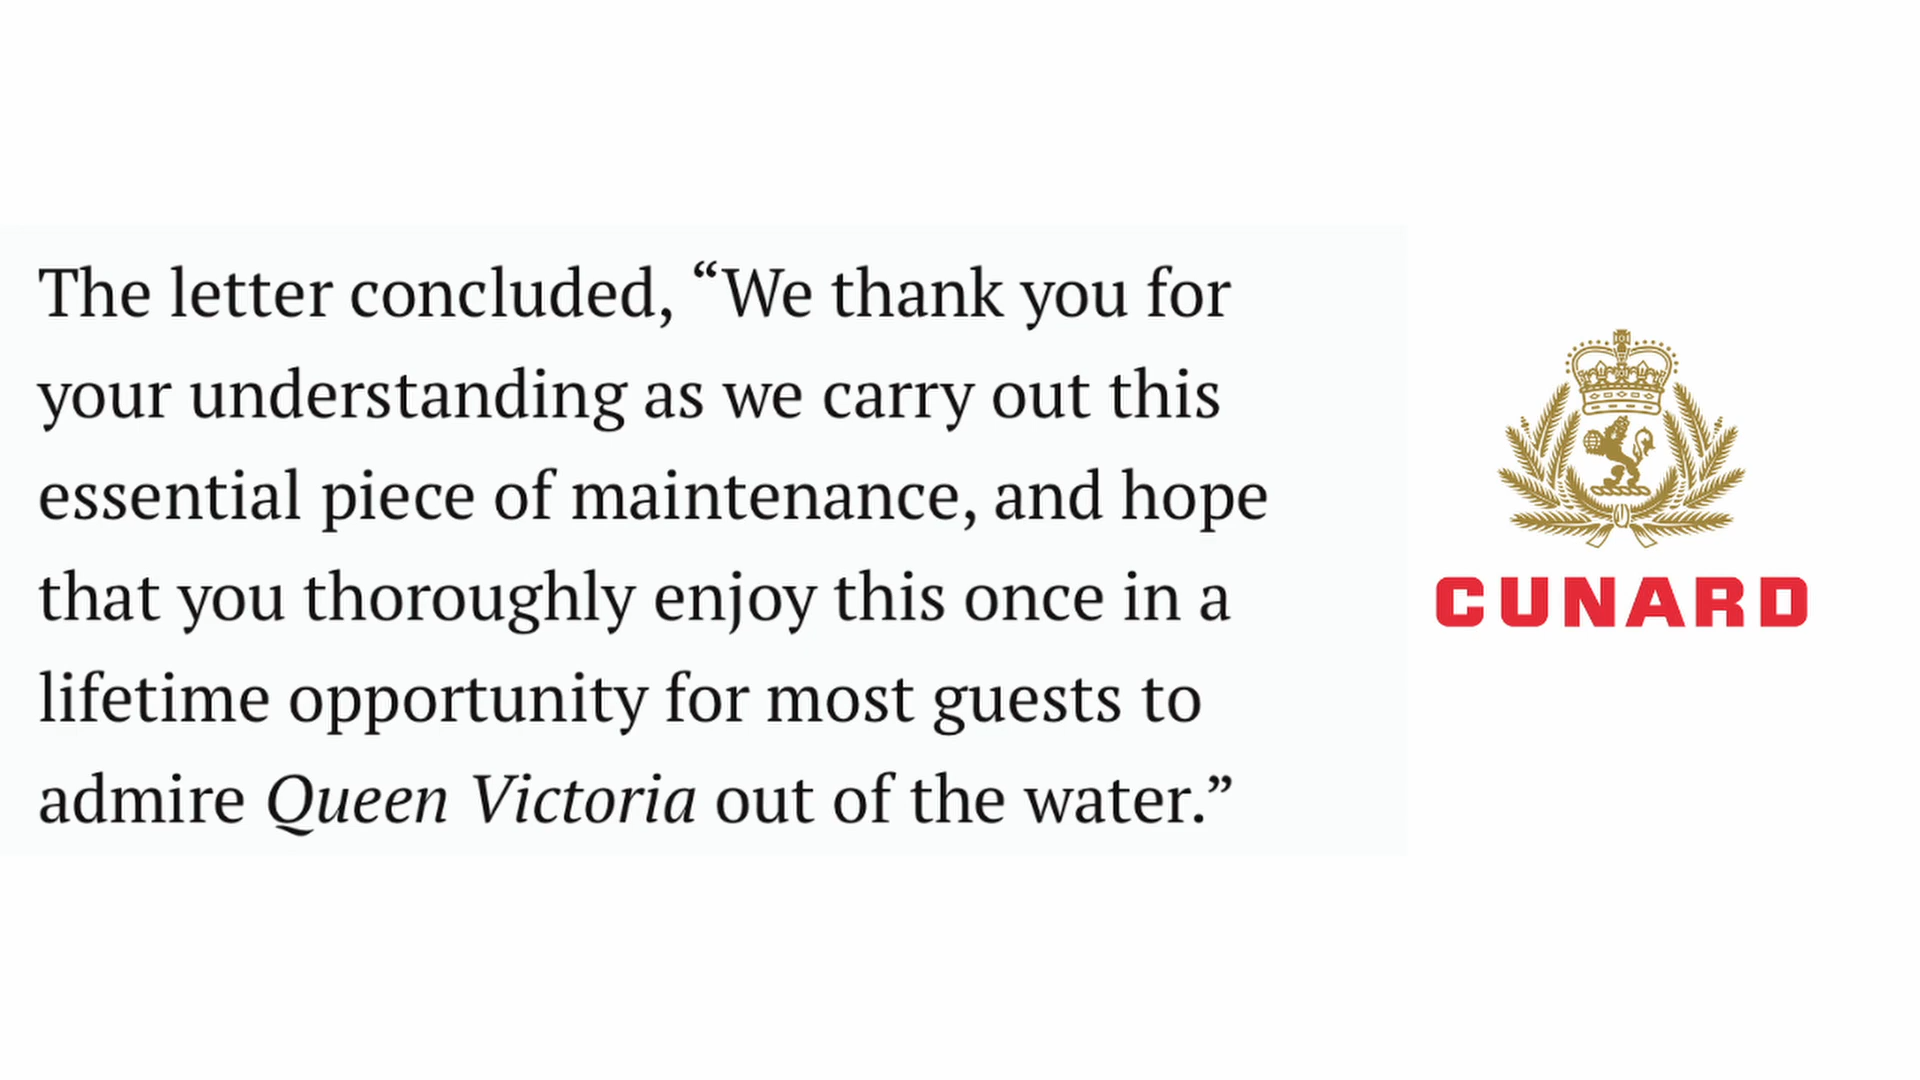 The letter concluded, “We thank you for
your understanding as we carry out this
essential piece of maintenance, and hope
that you thoroughly enjoy this once in a
lifetime opportunity for most guests to
admire Queen Victoria out of the water.”
CUNARD